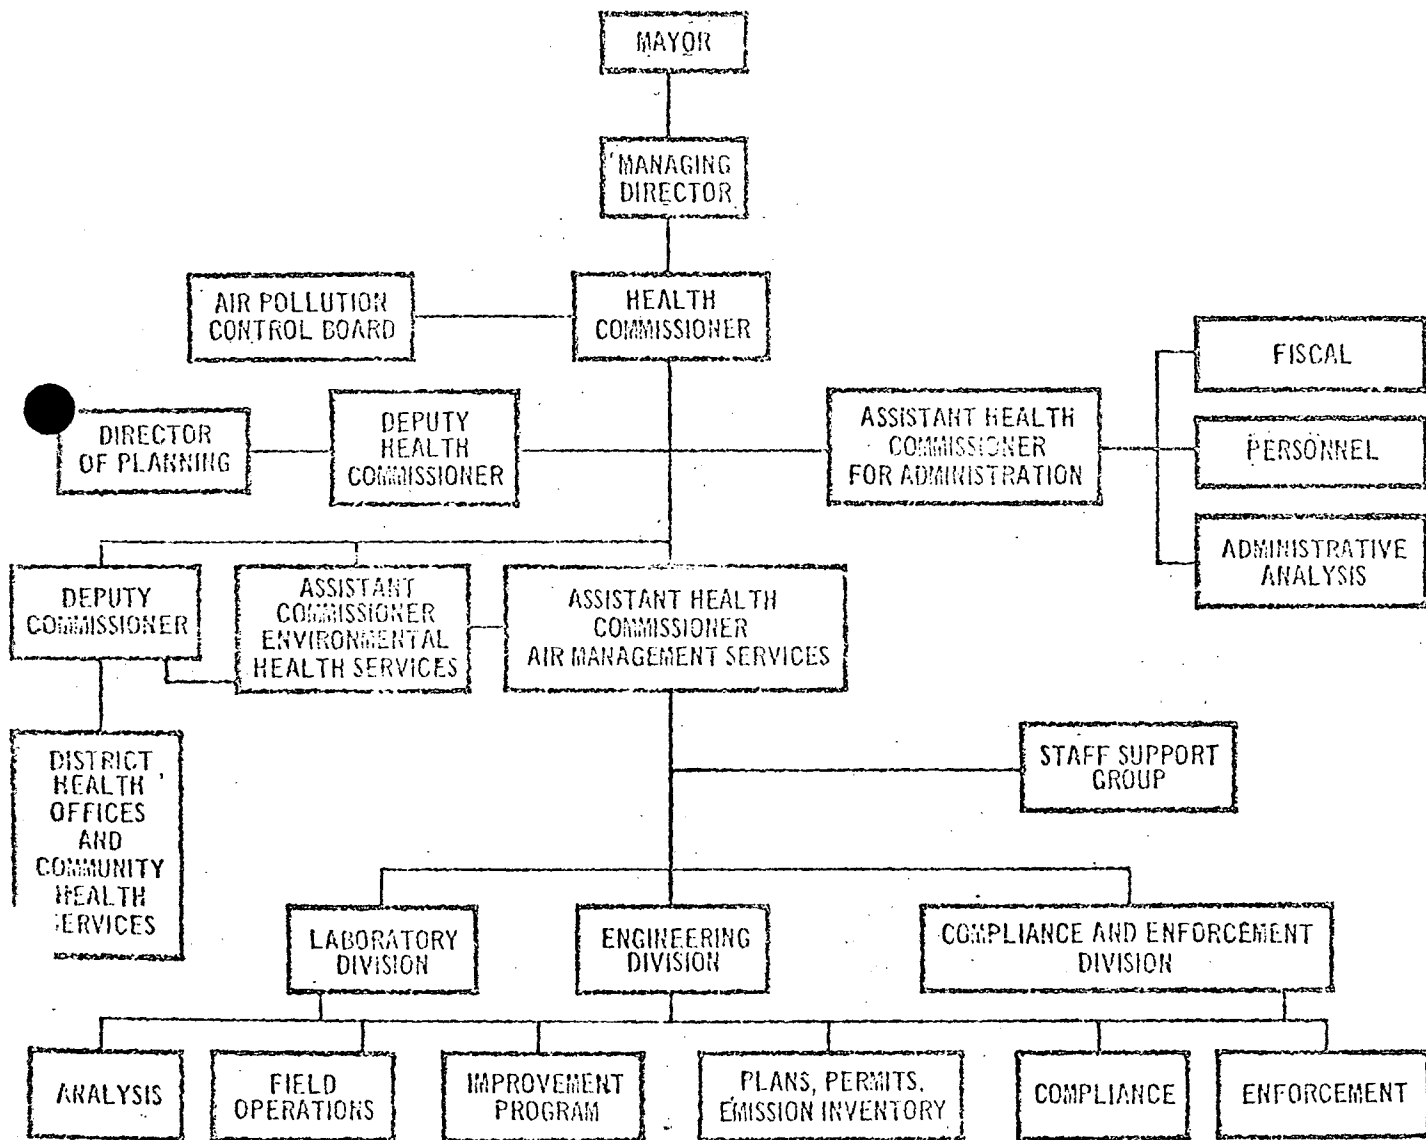 MAYOR
MANAGING
DIRECTOR
AIR POLLUTION
CONTROL BOARD
HEALTH
COMMISSIONER
FISCAL
DIRECTOR
OF PLANNING
DEPUTY
HEALTH
COMMISSIONER
ASSISTANT HEALTH
COMMISSIONER
FOR ADMINISTRATION
PERSONNEL
ADMINISTRATIVE
ANALYSIS
DEPUTY
COMMISSIONER
ASSISTANT
COMMISSIONER
ENVIRONMENTAL
HEALTH SERVICES
ASSISTANT HEALTH
COMMISSIONER
AIR MANAGEMENT SERVICES
DISTRICT
HEALTH
OFFICES
AND
COMMUNITY
HEALTH
SERVICES
STAFF SUPPORT
GROUP
LABORATORY
DIVISION
ENGINEERING
DIVISION
COMPLIANCE AND ENFORCEMENT
DIVISION
ANALYSIS
FIELD
OPERATIONS
IMPROVEMENT
PROGRAM
PLANS, PERMITS,
EMISSION INVENTORY
COMPLIANCE
ENFORCEMENT